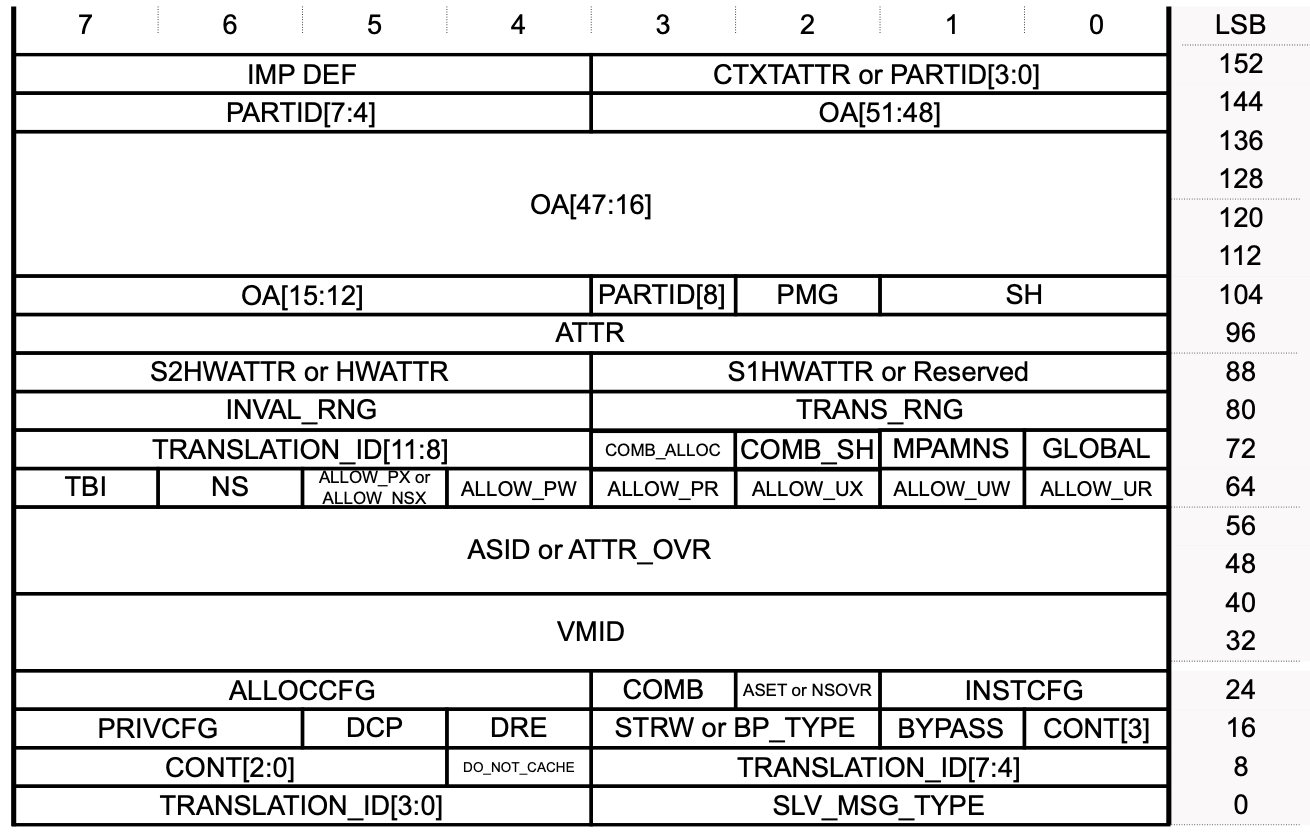 7 6 5 4 3 2 1 0 LSB
IMP DEF CTXTATTR or PARTID[3:0] 152
PARTID[7:4] OA[51:48] 144
136
128
OA[47:16]
120
112
OA[15:12] PARTID[8] PMG SH 104
ATTR 96
S2HWATTR or HWATTR S1HWATTR or Reserved 88
INVAL_RNG TRANS_RNG 80
TRANSLATION_ID[11:8] COMB_ALLOC COMB_SH MPAMNS GLOBAL 72
TBI NS ALLOW_PX or
ALLOW_NSX ALLOW_PW ALLOW_PR ALLOW_UX ALLOW_UW ALLOW_UR 64
56
ASID or ATTR_OVR
48
40
VMID
32
ALLOCCFG COMB ASET or NSOVR INSTCFG 24
PRIVCFG DCP DRE STRW or BP_TYPE BYPASS CONT[3] 16
CONT[2:0] DO_NOT_CACHE TRANSLATION_ID[7:4] 8
TRANSLATION_ID[3:0] SLV_MSG_TYPE 0